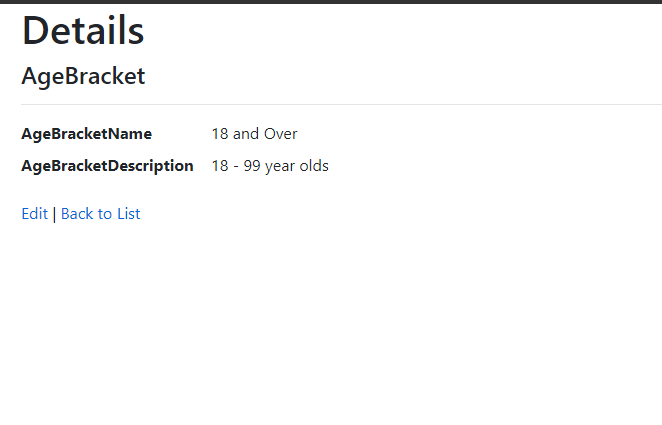 Details
AgeBracket
AgeBracketName 18 and Over
AgeBracketDescription 18 - 99 year olds
Edit | Back to List